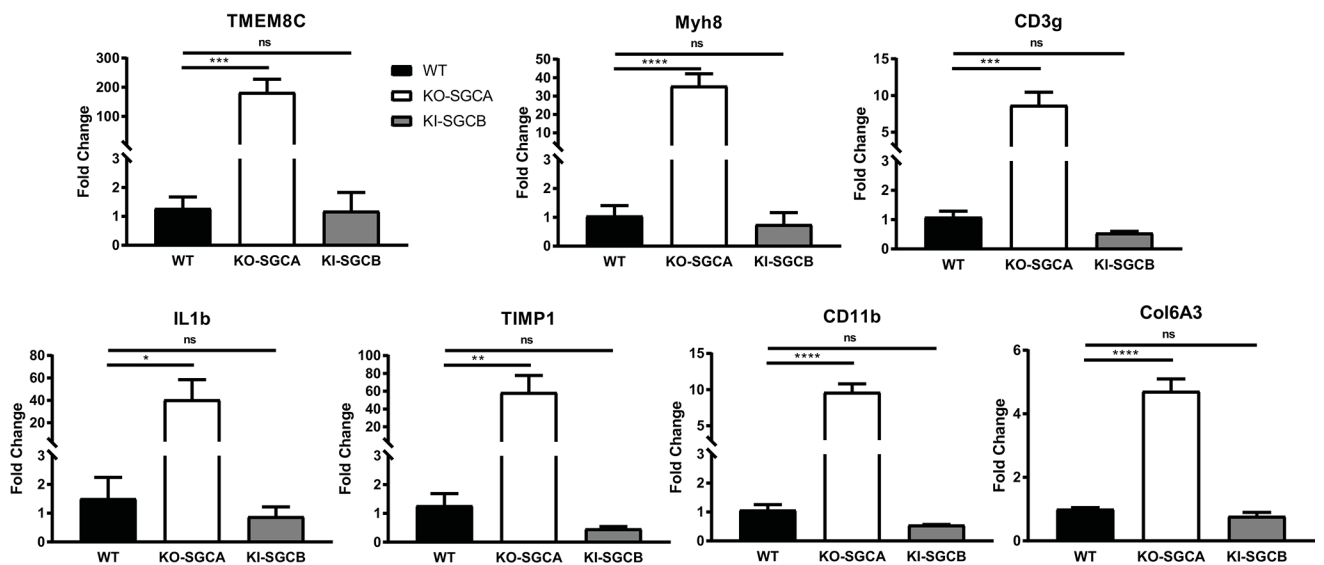 TMEM8C
ns
***
Fold Change
300
200
100
3
2
1
0
WT
KO-SGCA
KI-SGCB
WT
KO-SGCA
KI-SGCB
Myh8
ns
****
Fold Change
50
40
30
20
10
3
2
1
0
WT
KO-SGCA
KI-SGCB
CD3g
ns
***
Fold Change
15
10
5
3
2
1
0
WT
KO-SGCA
KI-SGCB
IL1b
ns
*
Fold Change
80
60
40
20
3
2
1
0
WT
KO-SGCA
KI-SGCB
TIMP1
ns
**
Fold Change
100
80
60
40
20
3
2
1
0
WT
KO-SGCA
KI-SGCB
CD11b
ns
****
Fold Change
15
10
5
3
2
1
0
WT
KO-SGCA
KI-SGCB
Col6A3
ns
****
Fold Change
6
4
2
0
WT
KO-SGCA
KI-SGCB